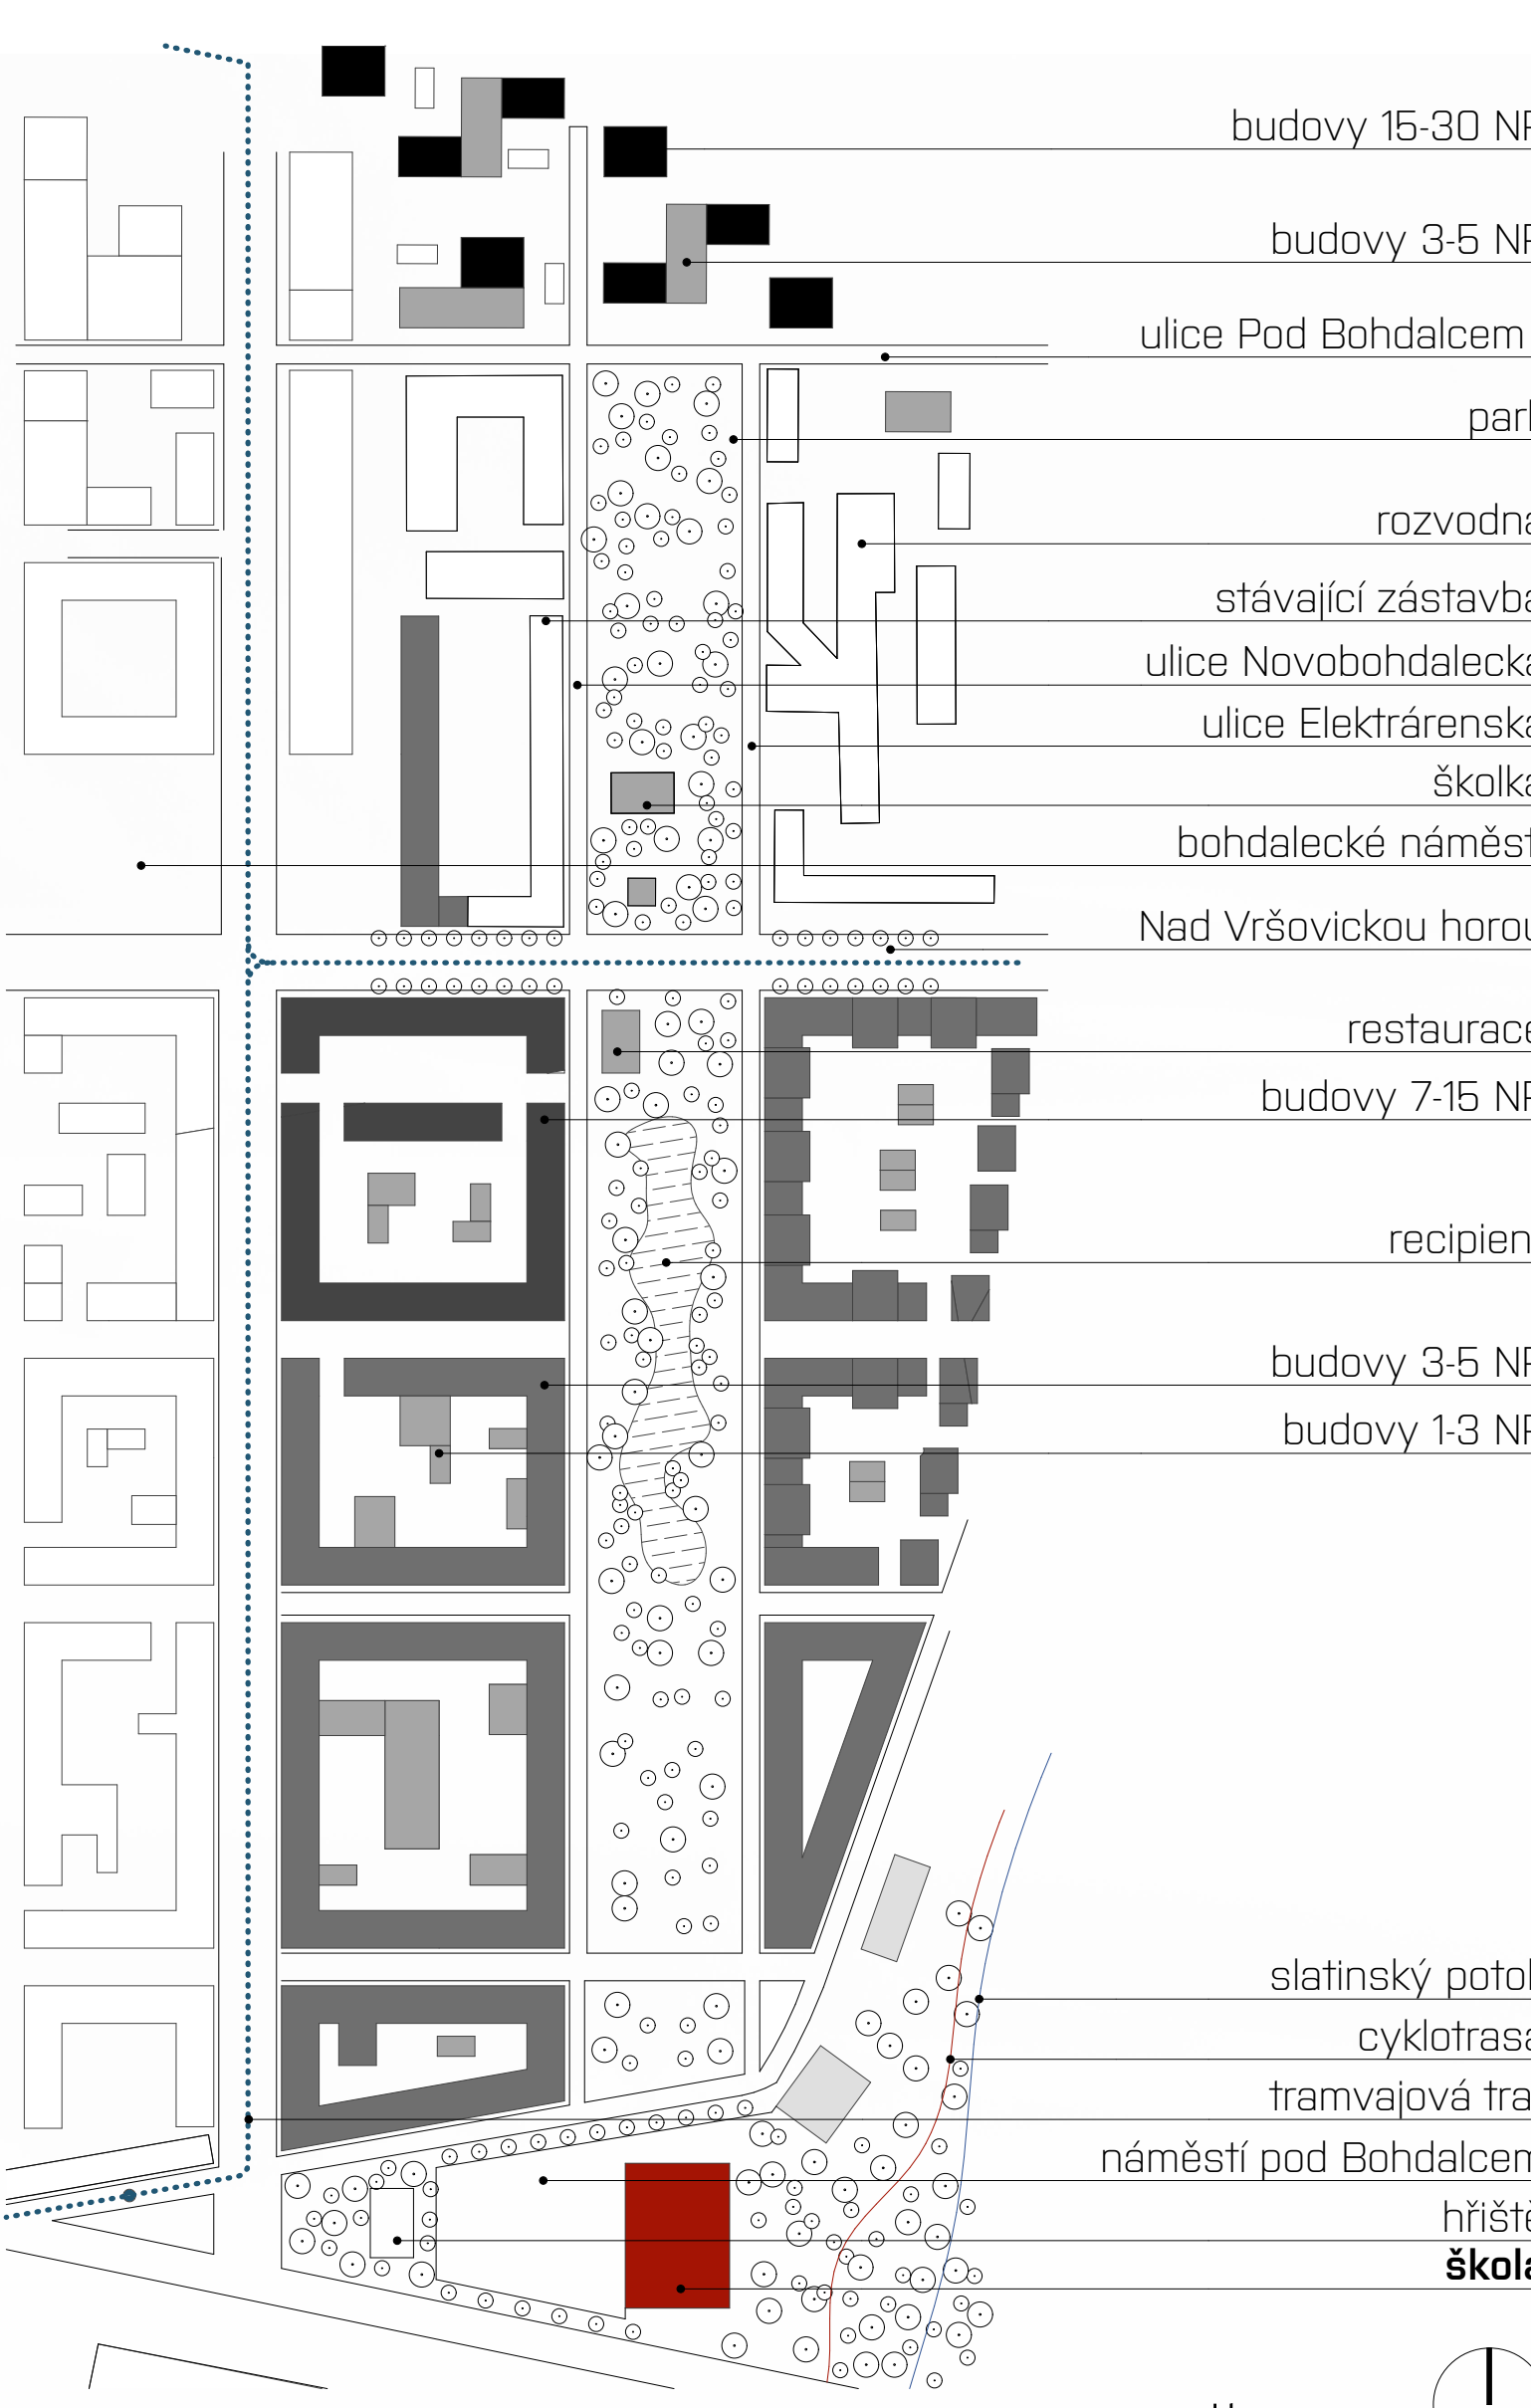 budovy 15-30 NP
budovy 3-5 NP
ulice Pod Bohdalcem
park
rozvodna
stávající zástavba
ulice Novobohdalecká
ulice Elektrárenská
školka
bohdalecké náměstí
Nad Vršovickou horou
restaurace
budovy 7-15 NP
recipien
budovy 3-5 NP
budovy 1-3 NP
slatinský potok
cyklotrasa
tramvajová tra
náměstí pod Bohdalcem
hřiště
škola